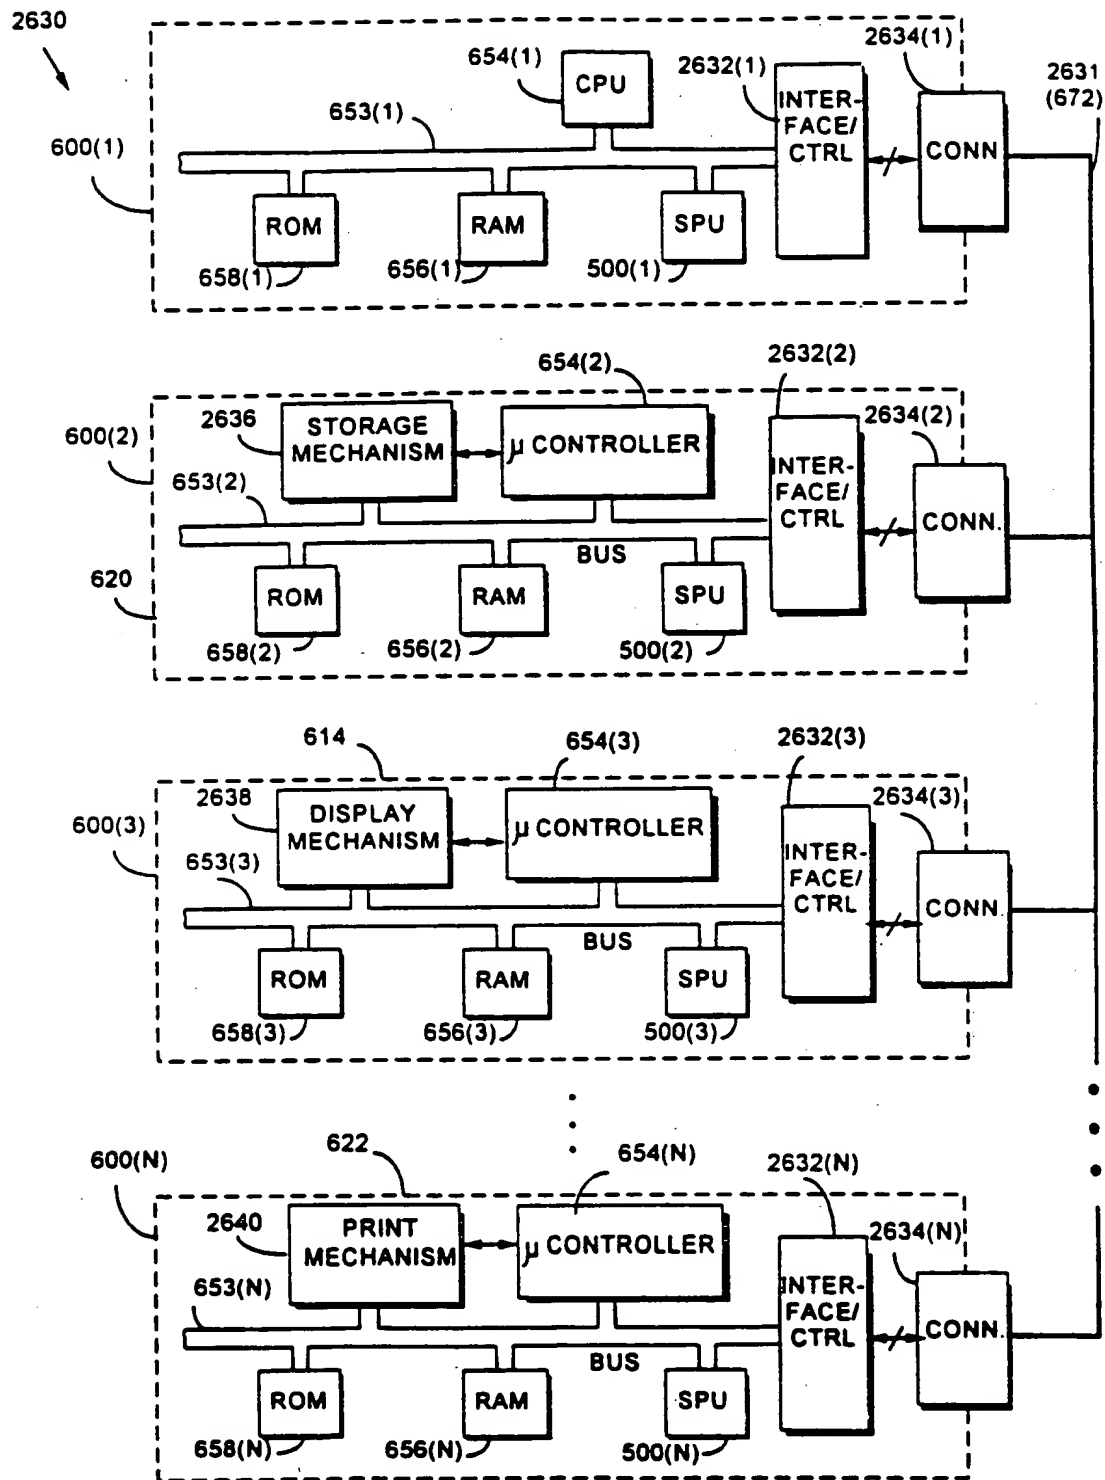 2630
2634(1)
654(1)
2632(1)
2631
(672)
CPU
INTER-
FACE/
CTRL
653(1)
600(1)
CONN
ROM
RAM
SPU
658(1)
656(1)
500(1)
654(2)
2632(2)
2636
STORAGE
MECHANISM
µ CONTROLLER
2634(2)
600(2)
INTER-
FACE/
CTRL
653(2)
CONN.
BUS
620
ROM
RAM
SPU
658(2)
656(2)
500(2)
614
654(3)
2632(3)
2638
DISPLAY
MECHANISM
µ CONTROLLER
2634(3)
600(3)
INTER-
FACE/
CTRL
653(3)
CONN.
BUS
ROM
RAM
SPU
658(3)
656(3)
500(3)
622
654(N)
600(N)
2632(N)
2640
PRINT
MECHANISM
µ CONTROLLER
2634(N)
653(N)
INTER-
FACE/
CTRL
CONN.
BUS
ROM
RAM
SPU
658(N)
656(N)
500(N)